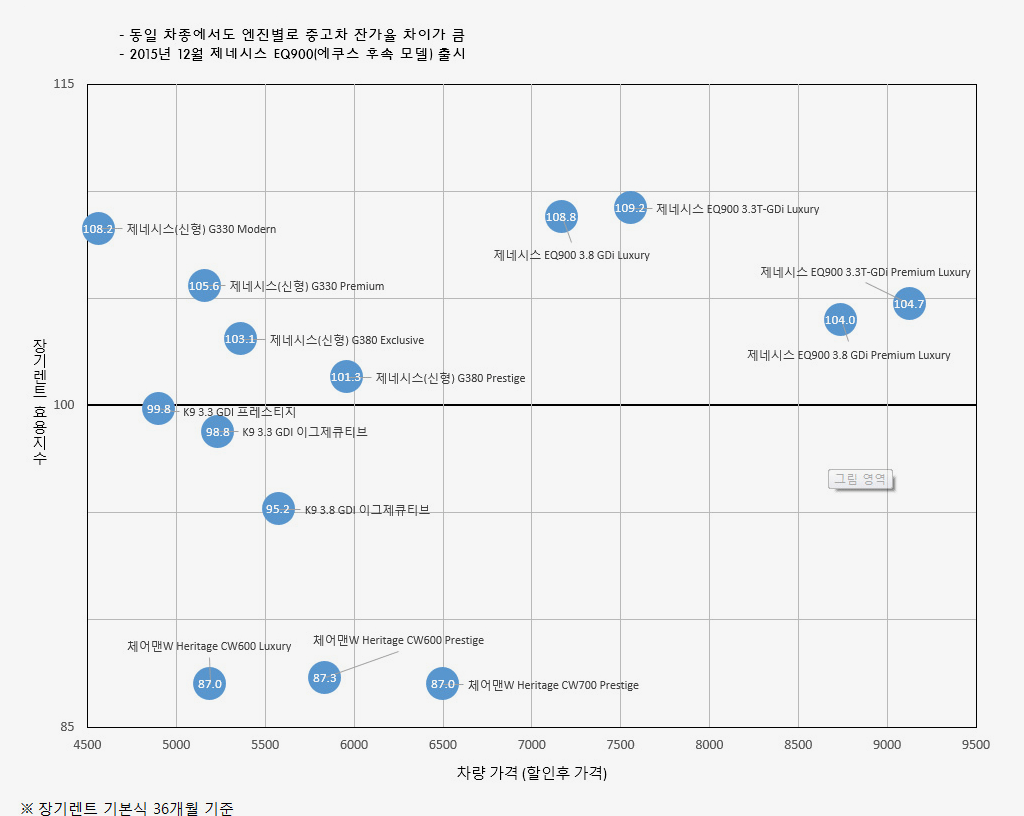 - 동일 차종에서도 엔진별로 중고차 잔가율 차이가 큼
- 2015년 12월 제네시스 EQ900(에쿠스 후속 모델) 출시
115
109.2 제네시스 EQ900 3.3T-GDi Luxury
108.8
108.2 제네시스(신형) G330 Modern
제네시스 EQ900 3.8 GDi Luxury
제네시스 EQ900 3.3T-GDi Premium Luxury
105.6 제네시스(신형) G330 Premium
104.7
104.0
103.1 제네시스(신형) G380 Exclusive
제네시스 EQ900 3.8 GDi Premium Luxury
101.3 제네시스(신형) G380 Prestige
장기렌트 효용지수
100
99.8 K9 3.3 GDI 프레스티지
98.8 K9 3.3 GDI 이그제큐티브
그림 영역
95.2 K9 3.8 GDI 이그제큐티브
체어맨W Heritage CW600 Prestige
체어맨W Heritage CW600 Luxury
87.3
87.0
87.0 체어맨W Heritage CW700 Prestige
85
4500 5000 5500 6000 6500 7000 7500 8000 8500 9000 9500
차량 가격 (할인후 가격)
※ 장기렌트 기본식 36개월 기준